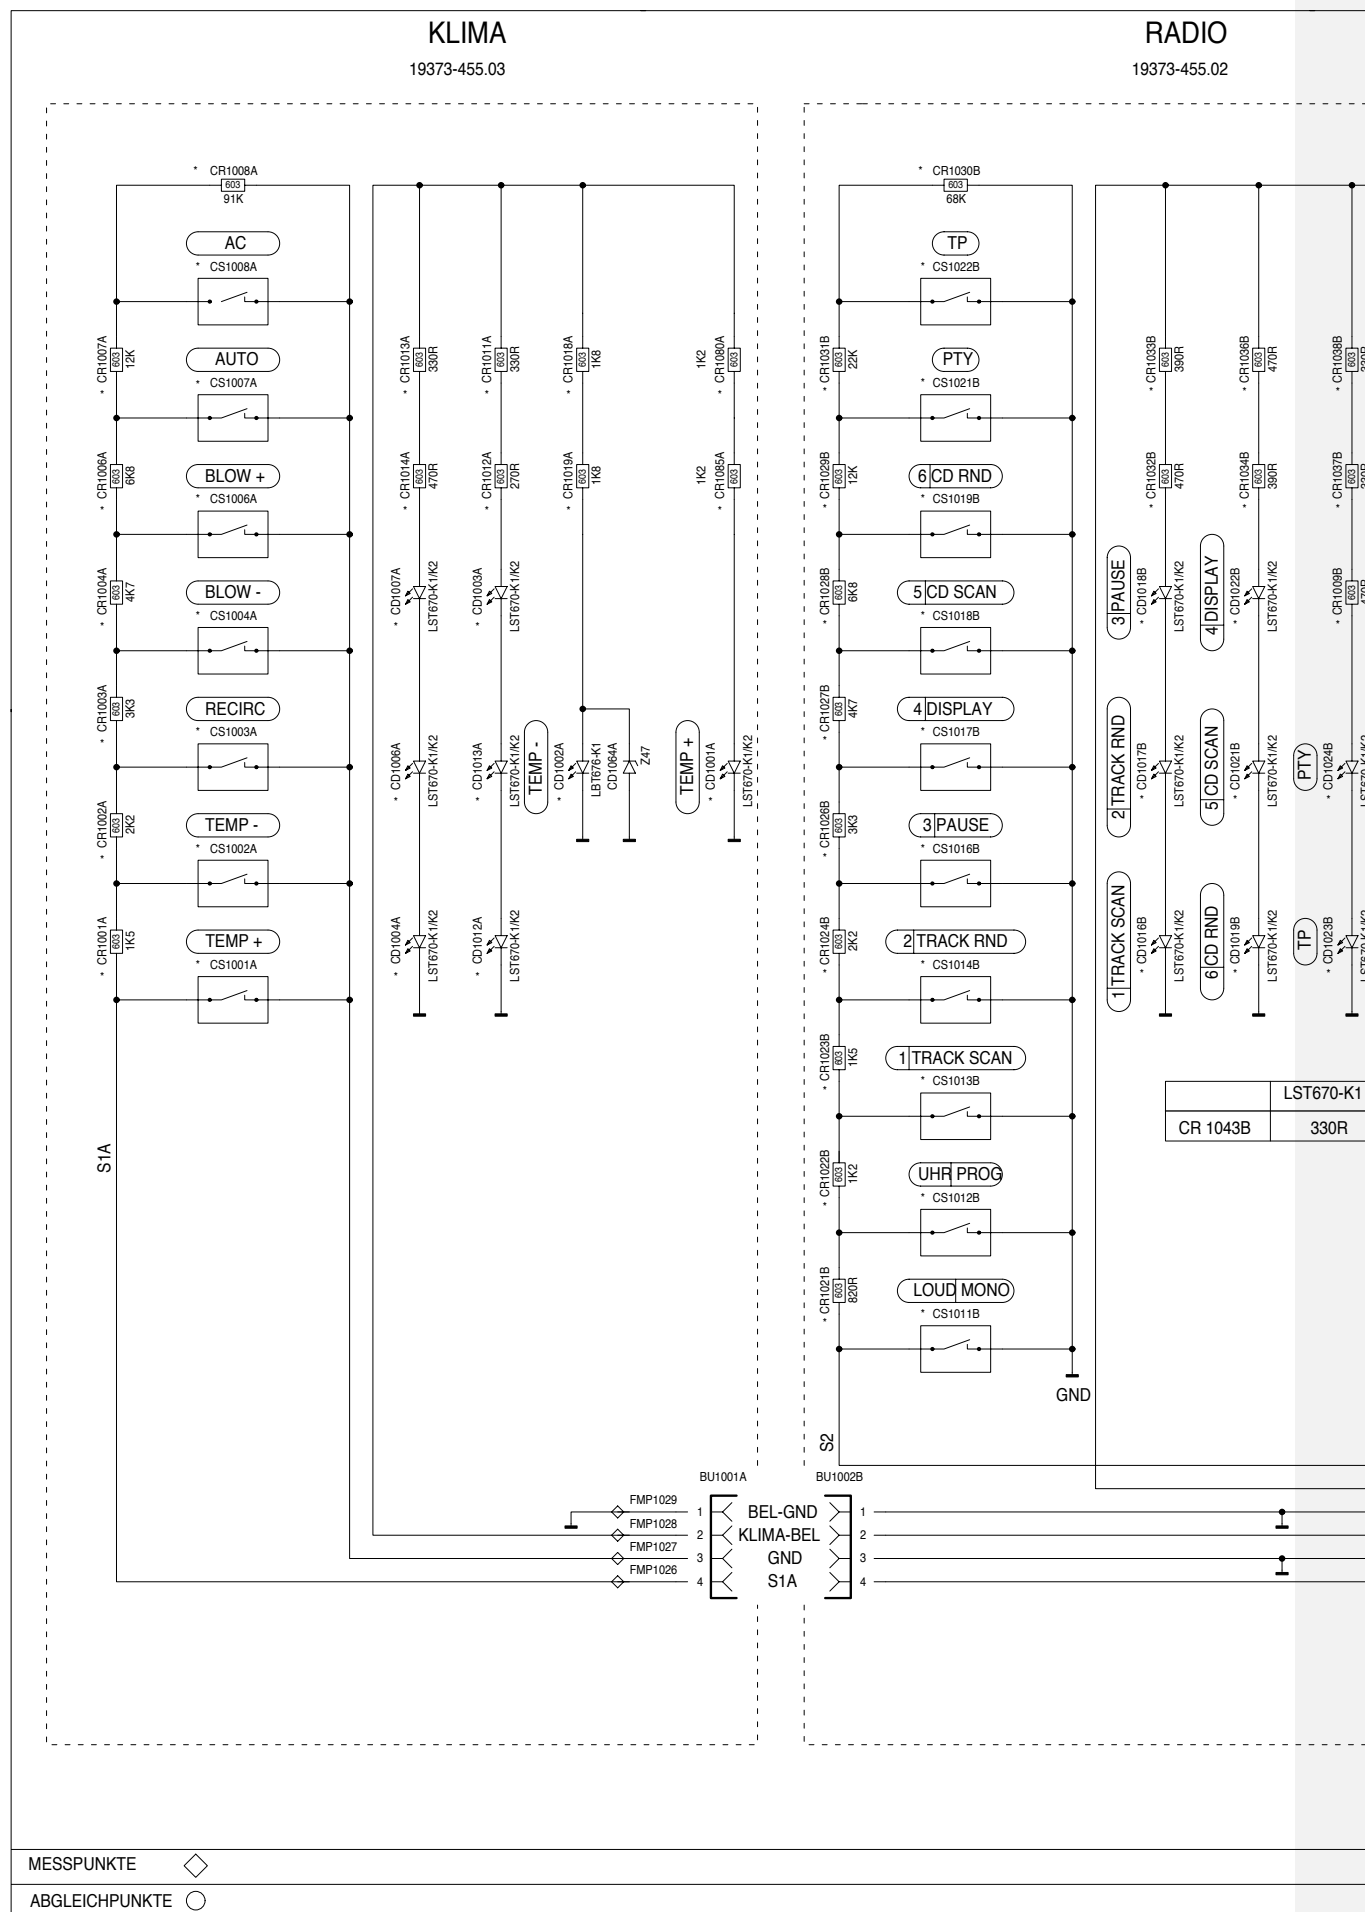 KLIMA
19373-455.03
RADIO
19373-455.02
* CR1008A
603
91K
AC
* CS1008A
* CR1007A
603
12K
AUTO
* CS1007A
* CR1006A
603
6K8
BLOW +
* CS1006A
* CR1004A
603
4K7
BLOW -
* CS1004A
* CR1003A
603
3K3
RECIRC
* CS1003A
* CR1002A
603
2K2
TEMP -
* CS1002A
* CR1001A
603
1K5
TEMP +
* CS1001A
S1A
* CR1013A
603
330R
* CR1011A
603
330R
* CR1018A
603
1K8
* CR1080A
603
1K2
* CR1014A
603
470R
* CR1012A
603
270R
* CR1019A
603
1K8
* CR1085A
603
1K2
* CD1007A
LST670-K1/K2
* CD1003A
LST670-K1/K2
* CD1006A
LST670-K1/K2
* CD1013A
LST670-K1/K2
TEMP -
* CD1002A
LBT676-K1
CD1064A
Z47
TEMP +
* CD1001A
LST670-K1/K2
* CD1004A
LST670-K1/K2
* CD1012A
LST670-K1/K2
* CR1030B
603
68K
TP
* CS1022B
* CR1031B
603
22K
PTY
* CS1021B
* CR1029B
603
12K
6 CD RND
* CS1019B
* CR1028B
603
6K8
5 CD SCAN
* CS1018B
* CR1027B
603
4K7
4 DISPLAY
* CS1017B
* CR1026B
603
3K3
3 PAUSE
* CS1016B
* CR1024B
603
2K2
2 TRACK RND
* CS1014B
* CR1023B
603
1K5
1 TRACK SCAN
* CS1013B
* CR1022B
603
1K2
UHR PROG
* CS1012B
* CR1021B
603
820R
LOUD MONO
* CS1011B
GND
S2
* CR1033B
603
390R
* CR1036B
603
470R
* CR1038B
603
* CR1032B
603
470R
* CR1034B
603
390R
* CR1037B
603
3 PAUSE
* CD1018B
LST670-K1/K2
4 DISPLAY
* CD1022B
LST670-K1/K2
* CR1009B
603
2 TRACK RND
* CD1017B
LST670-K1/K2
5 CD SCAN
* CD1021B
LST670-K1/K2
PTY
* CD1024B
LST670-K1/K2
1 TRACK SCAN
* CD1016B
LST670-K1/K2
6 CD RND
* CD1019B
LST670-K1/K2
TP
* CD1023B
LST670-K1/K2
LST670-K1
CR 1043B 330R
BU1001A BU1002B
FMP1029 1 BEL-GND 1
FMP1028 2 KLIMA-BEL 2
FMP1027 3 GND 3
FMP1026 4 S1A 4
MESSPUNKTE
ABGLEICHPUNKTE